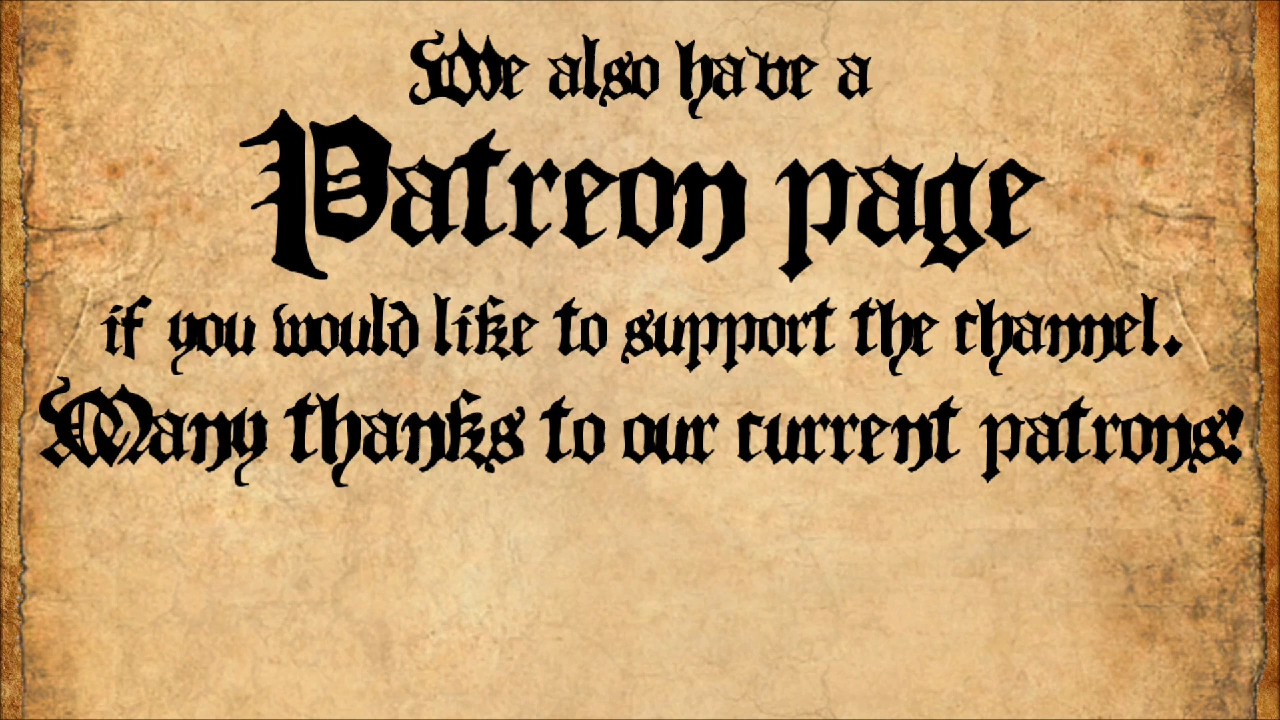 We also have a
Patreon page
if you would like to support the channel.
Many thanks to our current patrons!